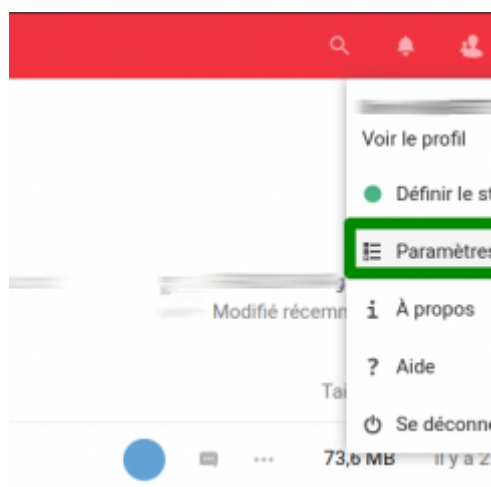 Voir le profil
Définir le st
Paramètres
Modifié récemm
i À propos
? Aide
Tai
Se déconne
73,6 MB il y a 2